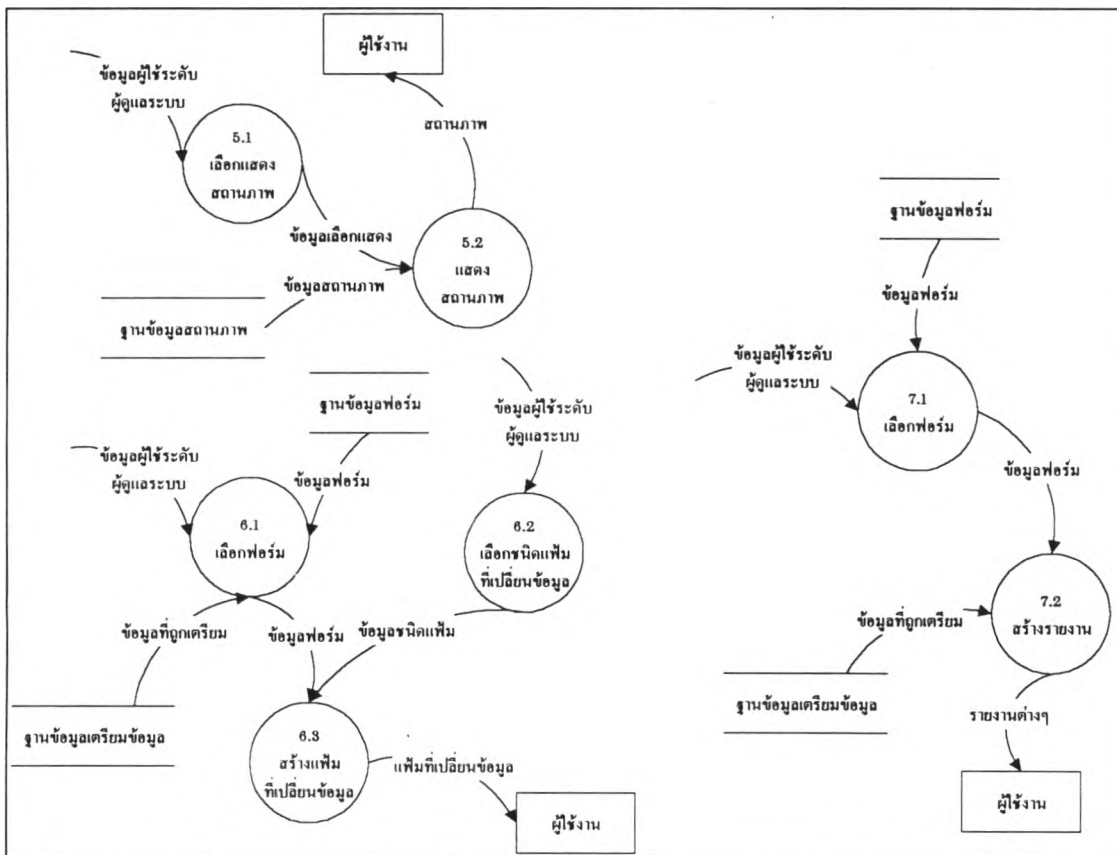 ผู้ใช้งาน
ข้อมูลผู้ใช้ระดับ
ผู้ดูแลระบบ
สถานภาพ
5.1
เลือกแสดง
สถานภาพ
ข้อมูลเลือกแสดง
5.2
แสดง
สถานภาพ
ข้อมูลสถานภาพ
ฐานข้อมูลสถานภาพ
ฐานข้อมูลฟอร์ม
ข้อมูลผู้ใช้ระดับ
ผู้ดูแลระบบ
ข้อมูลผู้ใช้ระดับ
ผู้ดูแลระบบ
ข้อมูลฟอร์ม
6.1
เลือกฟอร์ม
6.2
เลือกชนิดแฟ้ม
ที่เปลี่ยนข้อมูล
ข้อมูลที่ถูกเตรียม
ข้อมูลฟอร์ม
ข้อมูลชนิดแฟ้ม
ฐานข้อมูลเตรียมข้อมูล
6.3
สร้างแฟ้ม
ที่เปลี่ยนข้อมูล
แฟ้มที่เปลี่ยนข้อมูล
ผู้ใช้งาน
ฐานข้อมูลฟอร์ม
ข้อมูลฟอร์ม
ข้อมูลผู้ใช้ระดับ
ผู้ดูแลระบบ
7.1
เลือกฟอร์ม
ข้อมูลฟอร์ม
7.2
สร้างรายงาน
ข้อมูลที่ถูกเตรียม
ฐานข้อมูลเตรียมข้อมูล
รายงานต่างๆ
ผู้ใช้งาน